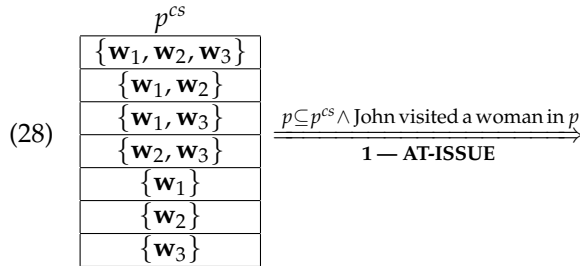 p^{cs}
{w₁, w₂, w₃}
{w₁, w₂}
{w₁, w₃}
(28) {w₂, w₃} p⊆p^{cs} ∧ John visited a woman in p
1 — AT-ISSUE
{w₁}
{w₂}
{w₃}